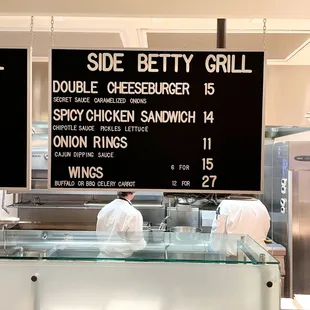 SIDE BETTY GRILL
DOUBLE CHEESEBURGER 15
SECRET SAUCE CARAMELIZED ONIONS
SPICY CHICKEN SANDWICH 14
CHIPOTLE SAUCE PICKLES LETTUCE
ONION RINGS 11
CAJUN DIPPING SAUCE
WINGS 6 FOR 15
BUFFALO OR BBQ CELERY CARROT 12 FOR 27